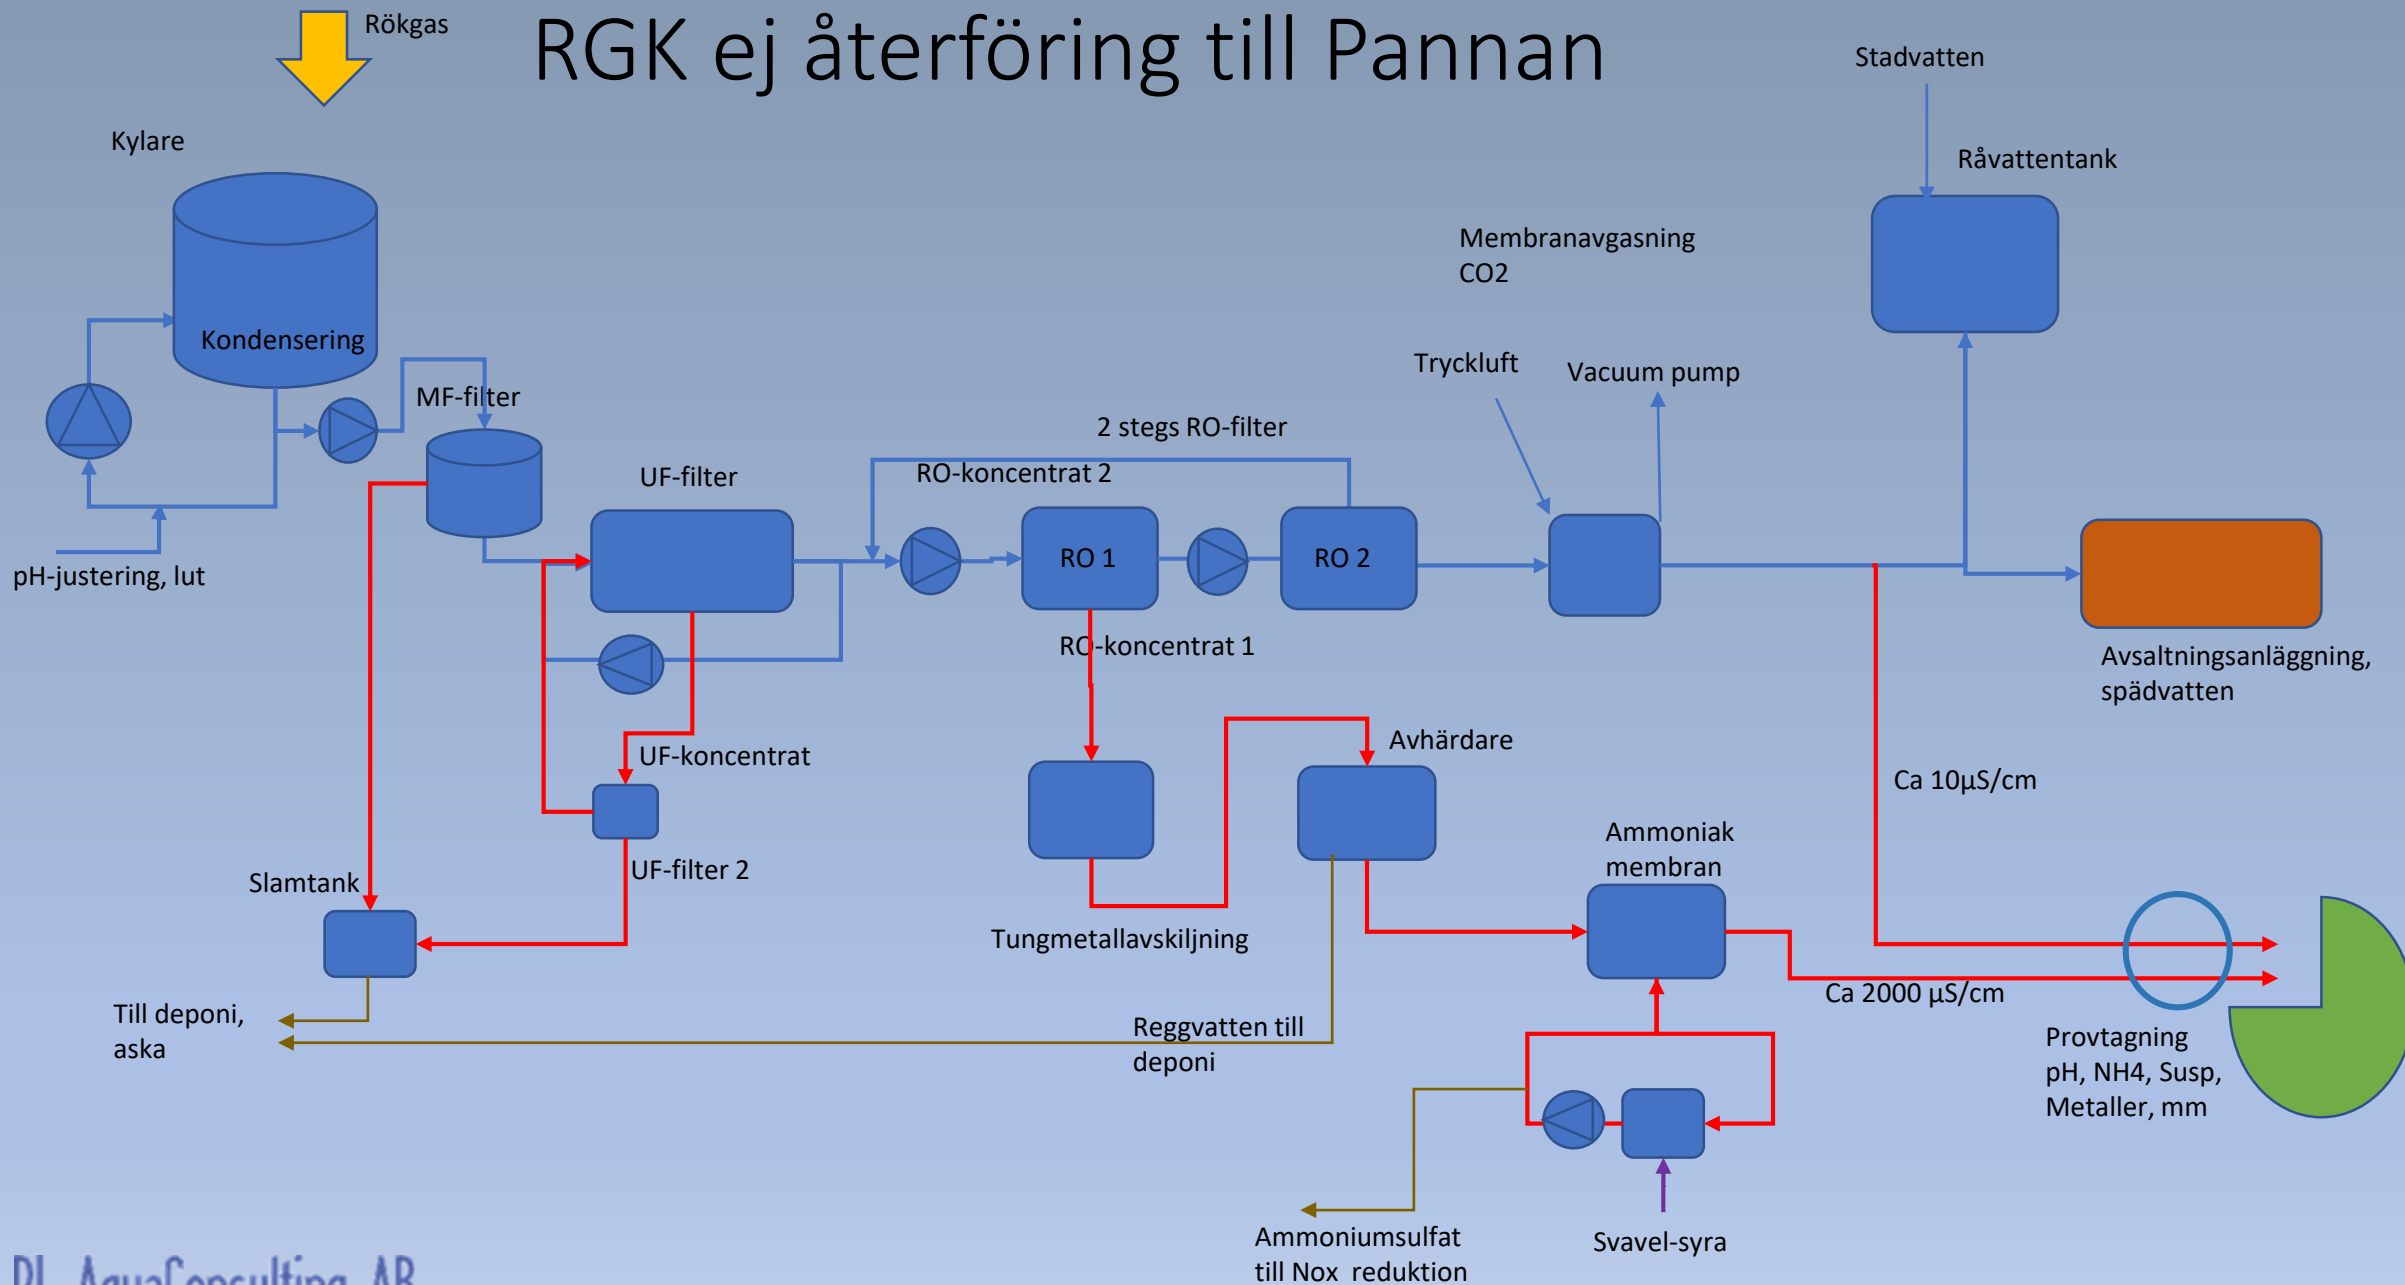 RGK ej återföring till Pannan
Rökgas
Stadvatten
Kylare
Råvattentank
Membranavgasning
CO2
Kondensering
Tryckluft
Vacuum pump
MF-filter
2 stegs RO-filter
RO-koncentrat 2
UF-filter
RO 1
RO 2
pH-justering, lut
RO-koncentrat 1
Avsaltningsanläggning,
spädvatten
UF-koncentrat
Avhärdare
Ca 10µS/cm
Ammoniak
membran
UF-filter 2
Slamtank
Tungmetallavskiljning
Ca 2000 µS/cm
Till deponi,
aska
Reggvatten till
deponi
Provtagning
pH, NH4, Susp,
Metaller, mm
Ammoniumsulfat
till Nox reduktion
Svavel-syra
AquaConsulting AB